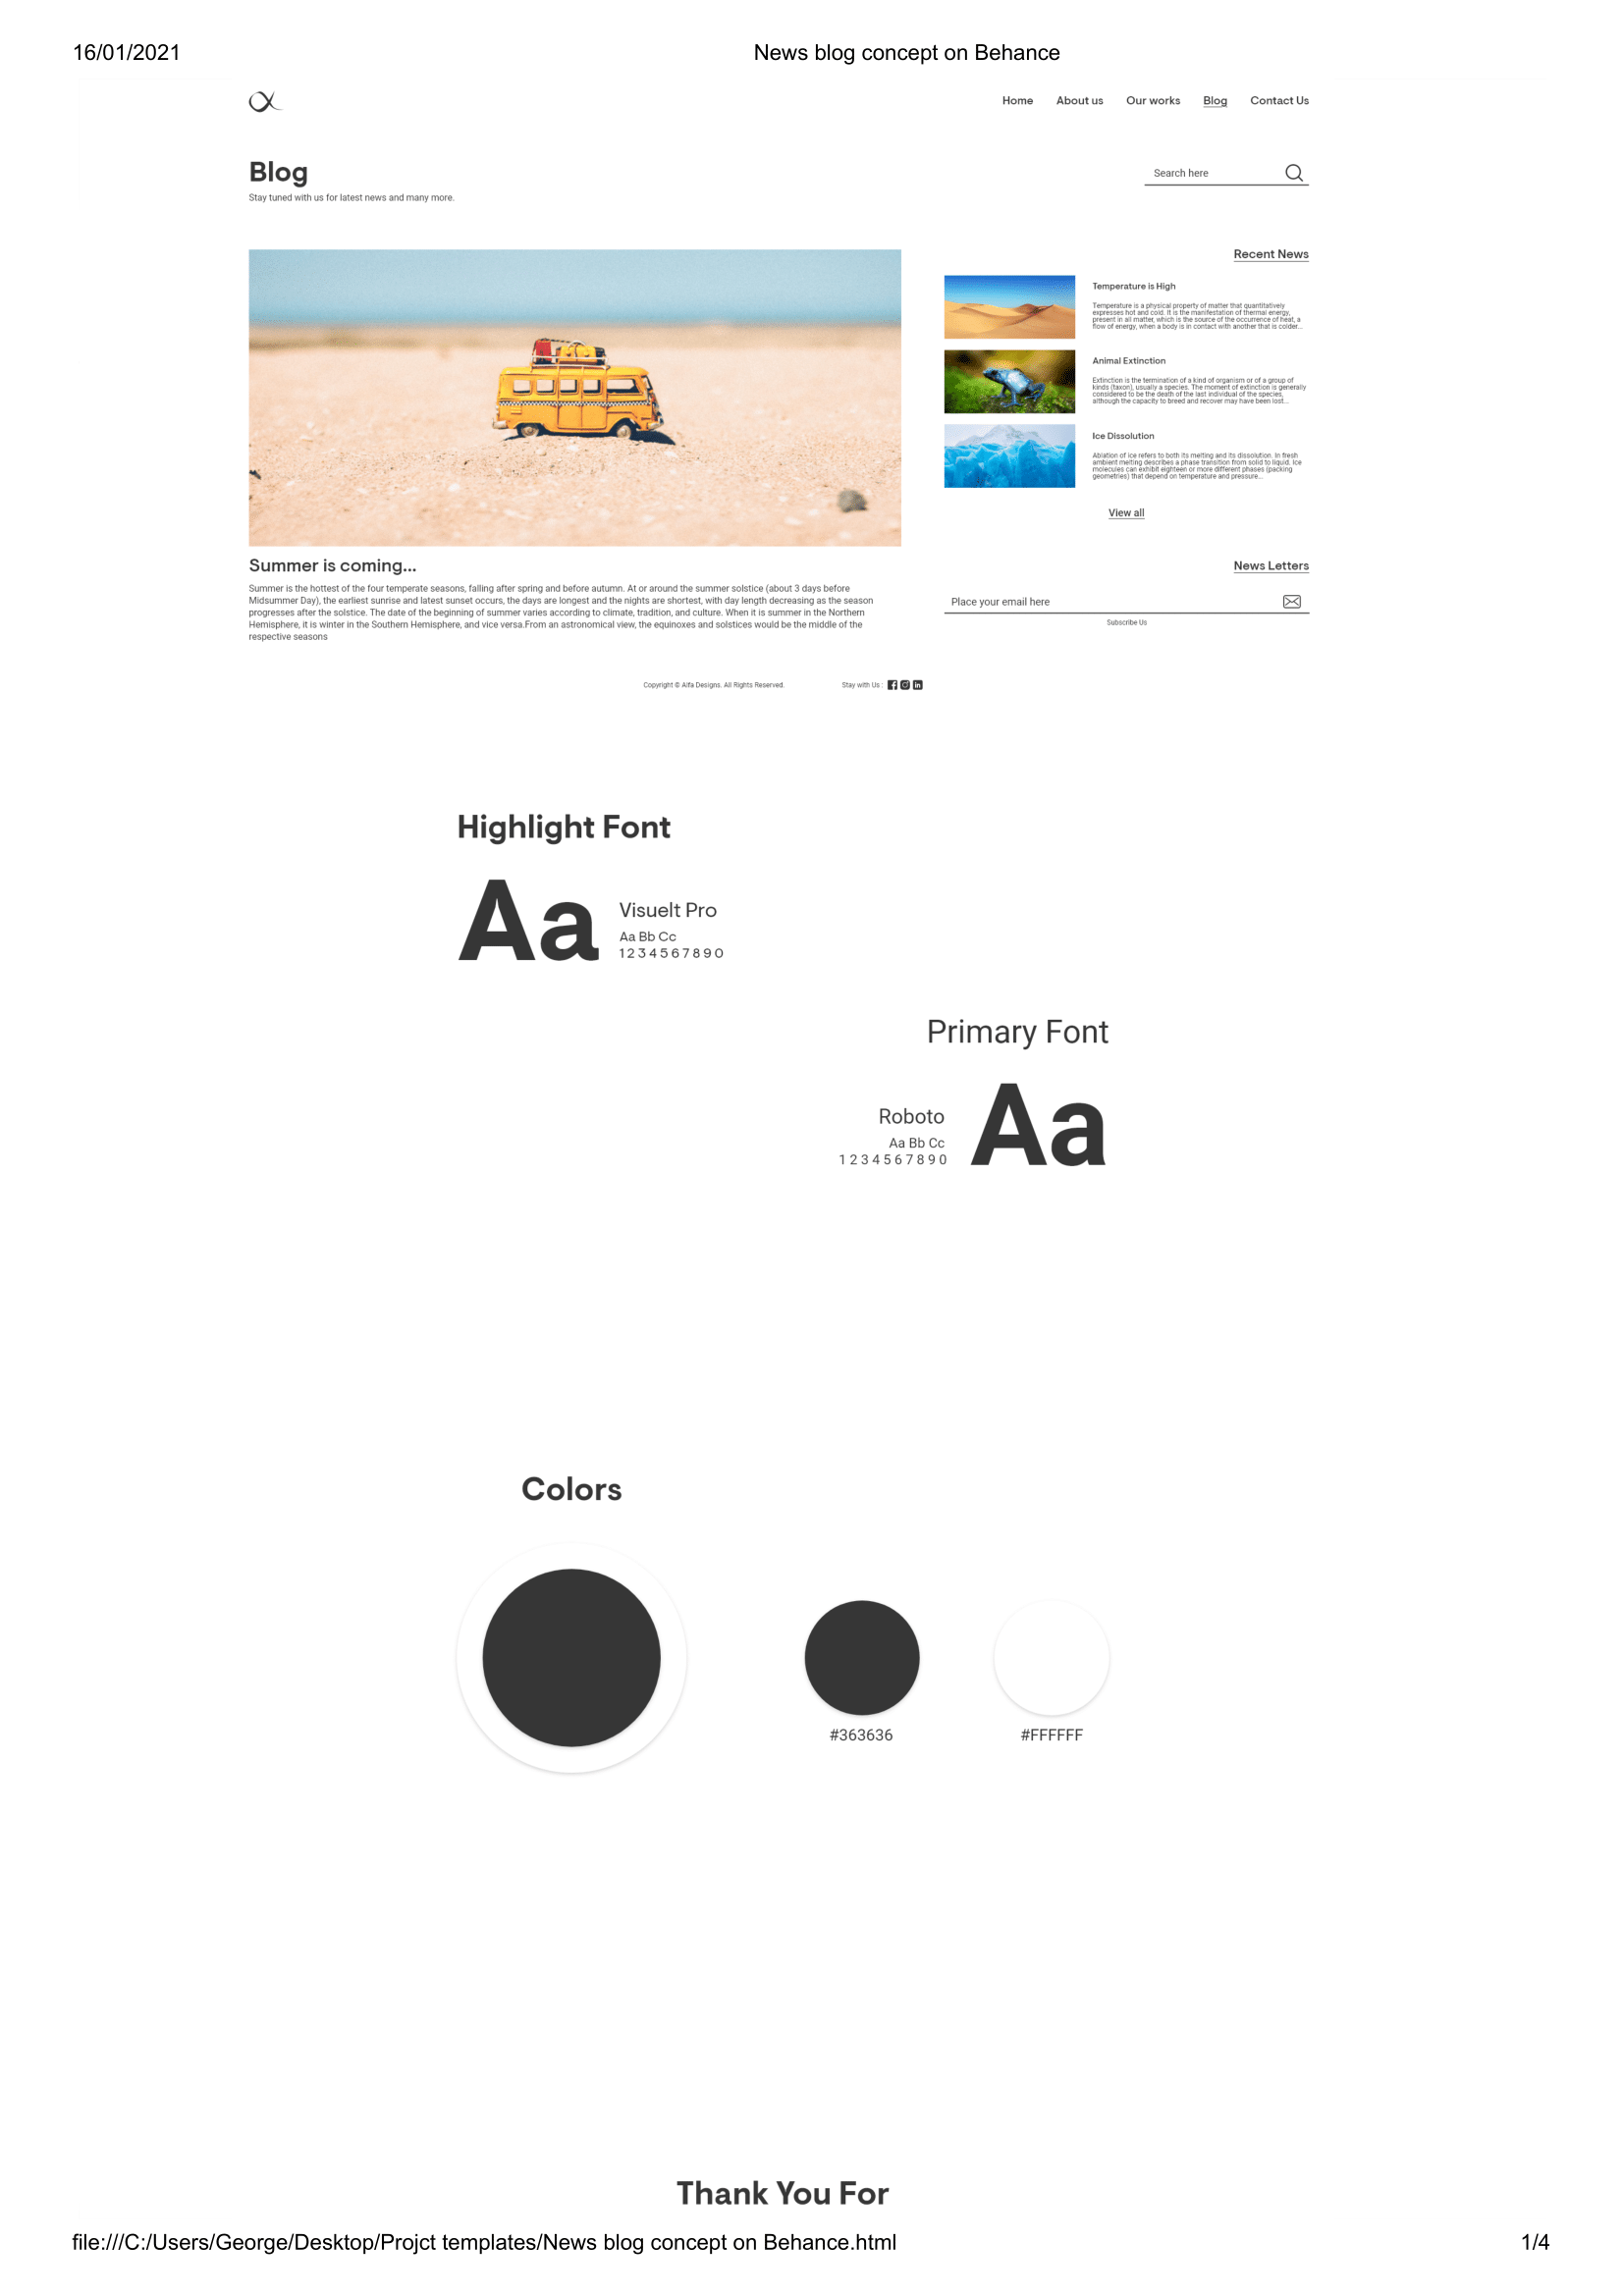 16/01/2021
News blog concept on Behance
Home About us Our works Blog Contact Us
Blog
Stay tuned with us for latest news and many more.
Search here
Summer is coming...
Summer is the hottest of the four temperate seasons, falling after spring and before autumn. At or around the summer solstice (about 3 days before
Midsummer Day), the earliest sunrise and latest sunset occurs, the days are longest and the nights are shortest, with day length decreasing as the season
progresses after the solstice. The date of the beginning of summer varies according to climate, tradition, and culture. When it is summer in the Northern
Hemisphere, it is winter in the Southern Hemisphere, and vice versa.From an astronomical view, the equinoxes and solstices would be the middle of the
respective seasons
Recent News
Temperature is High
Temperature is a physical property of matter that quantitatively
expresses hot and cold. It is the manifestation of thermal energy,
present in all matter, which is the source of the occurrence of heat, a
flow of energy, when a body is in contact with another that is colder...
Animal Extinction
Extinction is the termination of a kind of organism or of a group of
kinds (taxon), usually a species. The moment of extinction is generally
considered to be the death of the last individual of the species,
although the capacity to breed and recover may have been lost...
Ice Dissolution
Ablation of ice refers to both its melting and its dissolution. In fresh
ambient melting describes a phase transition from solid to liquid. Ice
molecules can exhibit eighteen or more different phases (packing
geometries) that depend on temperature and pressure...
View all
News Letters
Place your email here
Subscribe Us
Copyright © Alfa Designs. All Rights Reserved.
Stay with Us :
Highlight Font
Aa
Visuelt Pro
Aa Bb Cc
1 2 3 4 5 6 7 8 9 0
Primary Font
Roboto
Aa Bb Cc
1 2 3 4 5 6 7 8 9 0
Aa
Colors
#363636
#FFFFFF
Thank You For
file:///C:/Users/George/Desktop/Projct templates/News blog concept on Behance.html
1/4